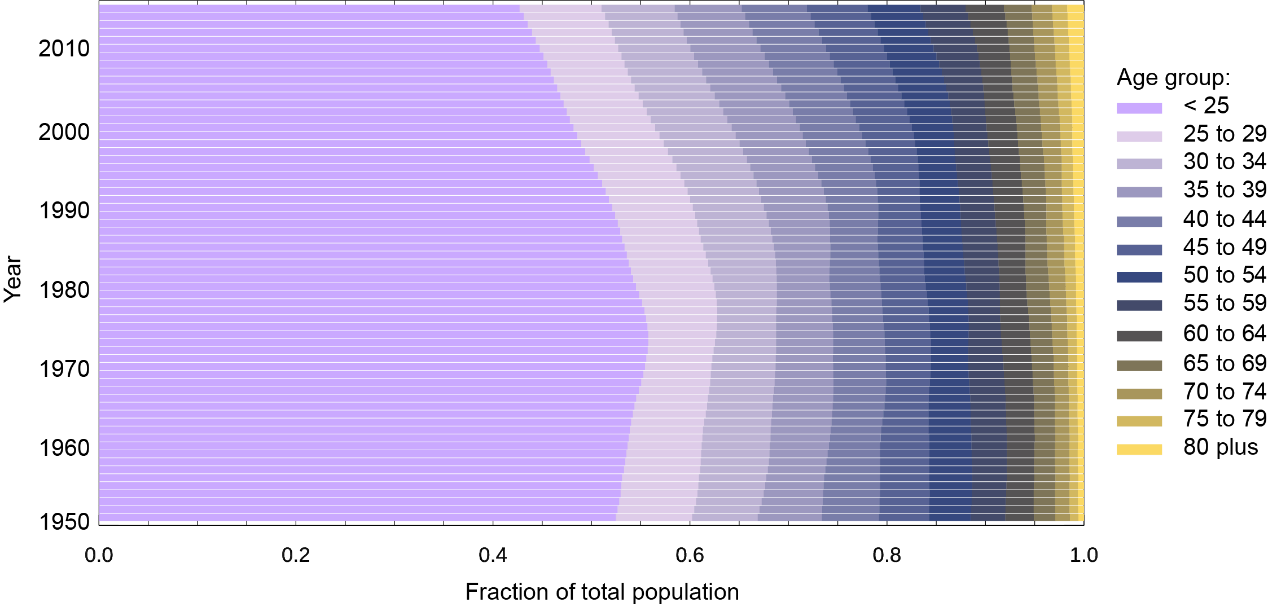 2010
2000
1990
1980
1970
1960
1950
Year
0.0 0.2 0.4 0.6 0.8 1.0
Fraction of total population
Age group:
< 25
25 to 29
30 to 34
35 to 39
40 to 44
45 to 49
50 to 54
55 to 59
60 to 64
65 to 69
70 to 74
75 to 79
80 plus